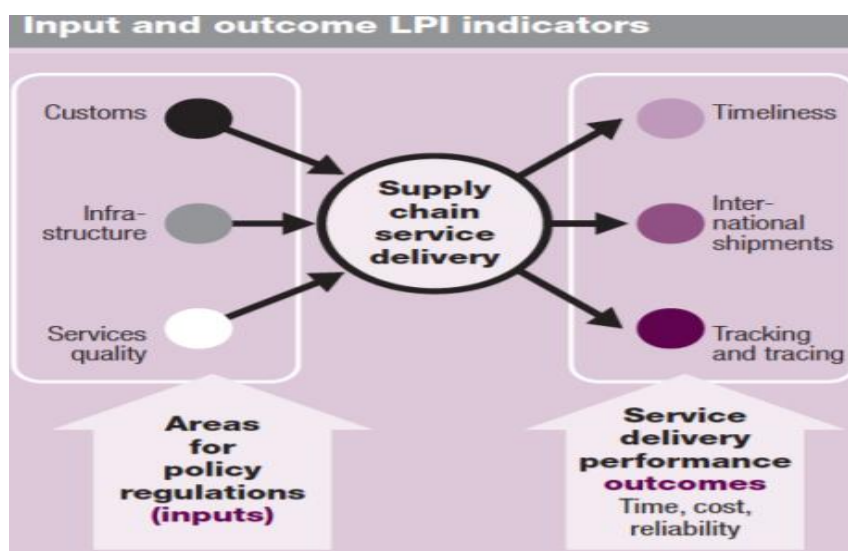 Input and outcome LPI indicators
Customs
Infra-
structure
Services
quality
Supply
chain
service
delivery
Timeliness
Inter-
national
shipments
Tracking
and tracing
Areas
for
policy
regulations
(inputs)
Service
delivery
performance
outcomes
Time, cost,
reliability